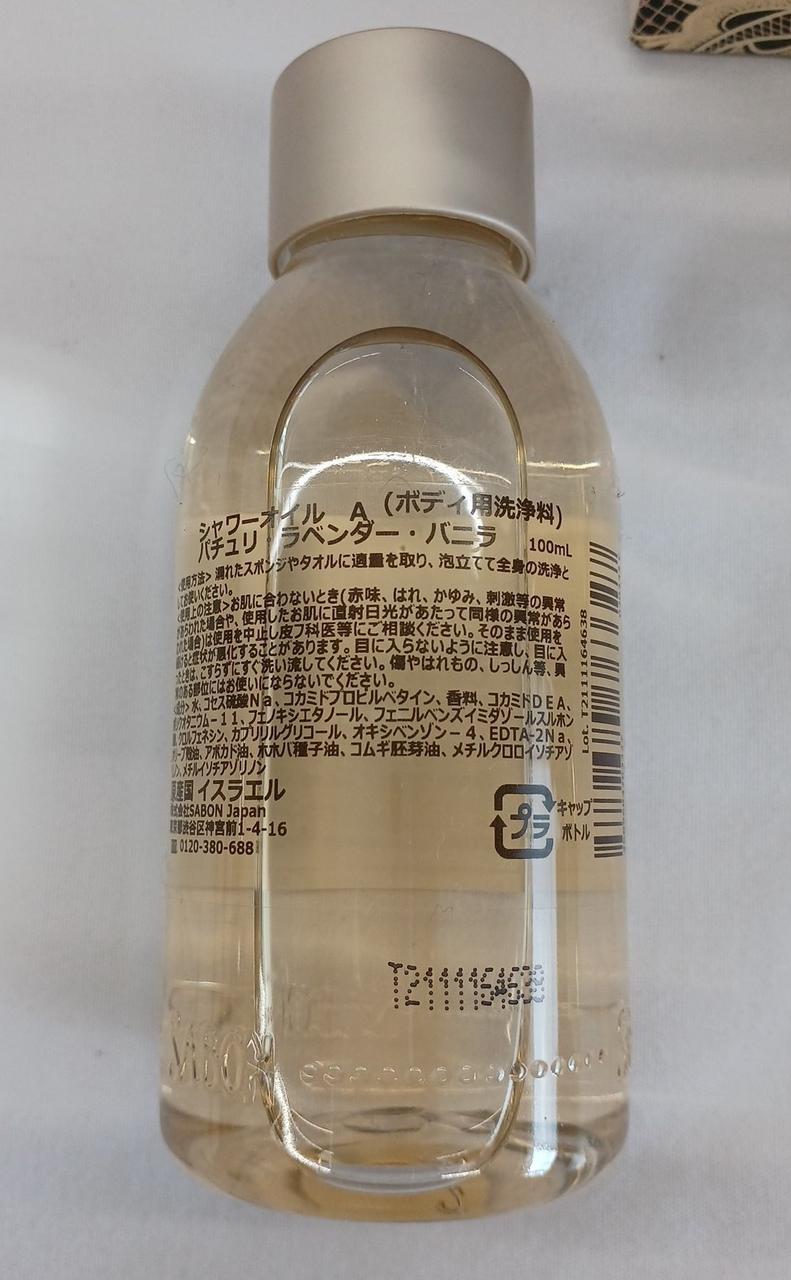 シャワーオイル A （ボディ用洗浄料）
パチュリ・ラベンダー・バニラ 100mL
使用方法> 濡れたスポンジやタオルに適量を取り、泡立てて全身の洗浄と
してお使いください。
使用上の注意>お肌に合わないとき(赤味、はれ、かゆみ、刺激等の異常
があらわれた場合や、使用したお肌に直射日光があたって同様の異常があら
われた場合)は使用を中止し皮フ科医等にご相談ください。そのまま使用を
続けると症状が悪化することがあります。目に入らないように注意し、目に入
ったときは、こすらずにすぐ洗い流してください。傷やはれもの、しっしん等、異
常のある部位にはお使いにならないでください。
成分> 水、コセス硫酸Ｎａ、コカミドプロピルベタイン、香料、コカミドＤＥＡ、
ポリクオタニウム－１１、フェノキシエタノール、フェニルベンズイミダゾールスルホン
酸、クロルフェネシン、カプリリルグリコール、オキシベンゾン－４、EDTA-2Ｎａ、
オリーブ果油、アボカド油、ホホバ種子油、コムギ胚芽油、メチルクロロイソチアゾ
リノン、メチルイソチアゾリノン
原産国 イスラエル
株式会社SABON Japan
東京都渋谷区神宮前1-4-16
0120-380-688
プラ
キャップ
ボトル
Lot. T2111164638
T2111164638
SABON